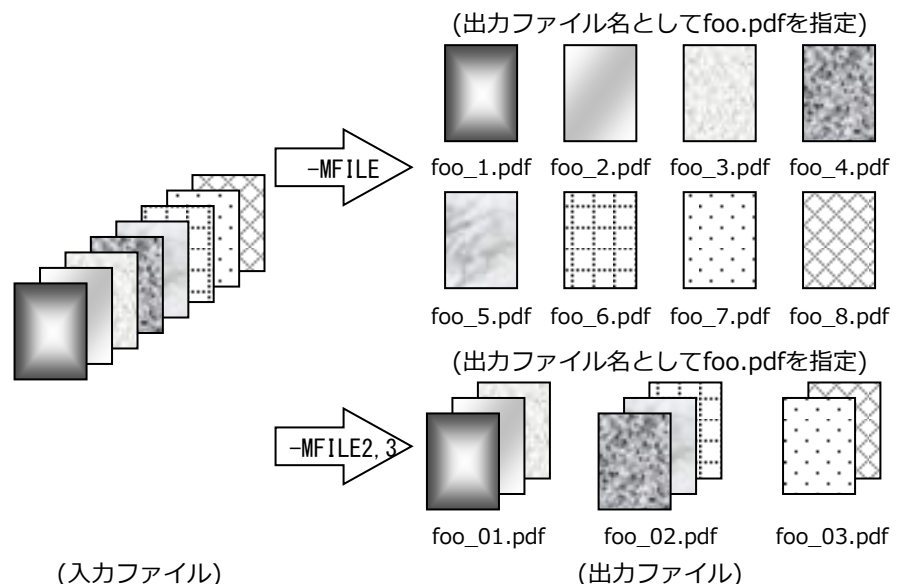 (出力ファイル名としてfoo.pdfを指定)
-MFILE
foo_1.pdf foo_2.pdf foo_3.pdf foo_4.pdf
foo_5.pdf foo_6.pdf foo_7.pdf foo_8.pdf
(出力ファイル名としてfoo.pdfを指定)
-MFILE2,3
foo_01.pdf foo_02.pdf foo_03.pdf
(入力ファイル) (出力ファイル)